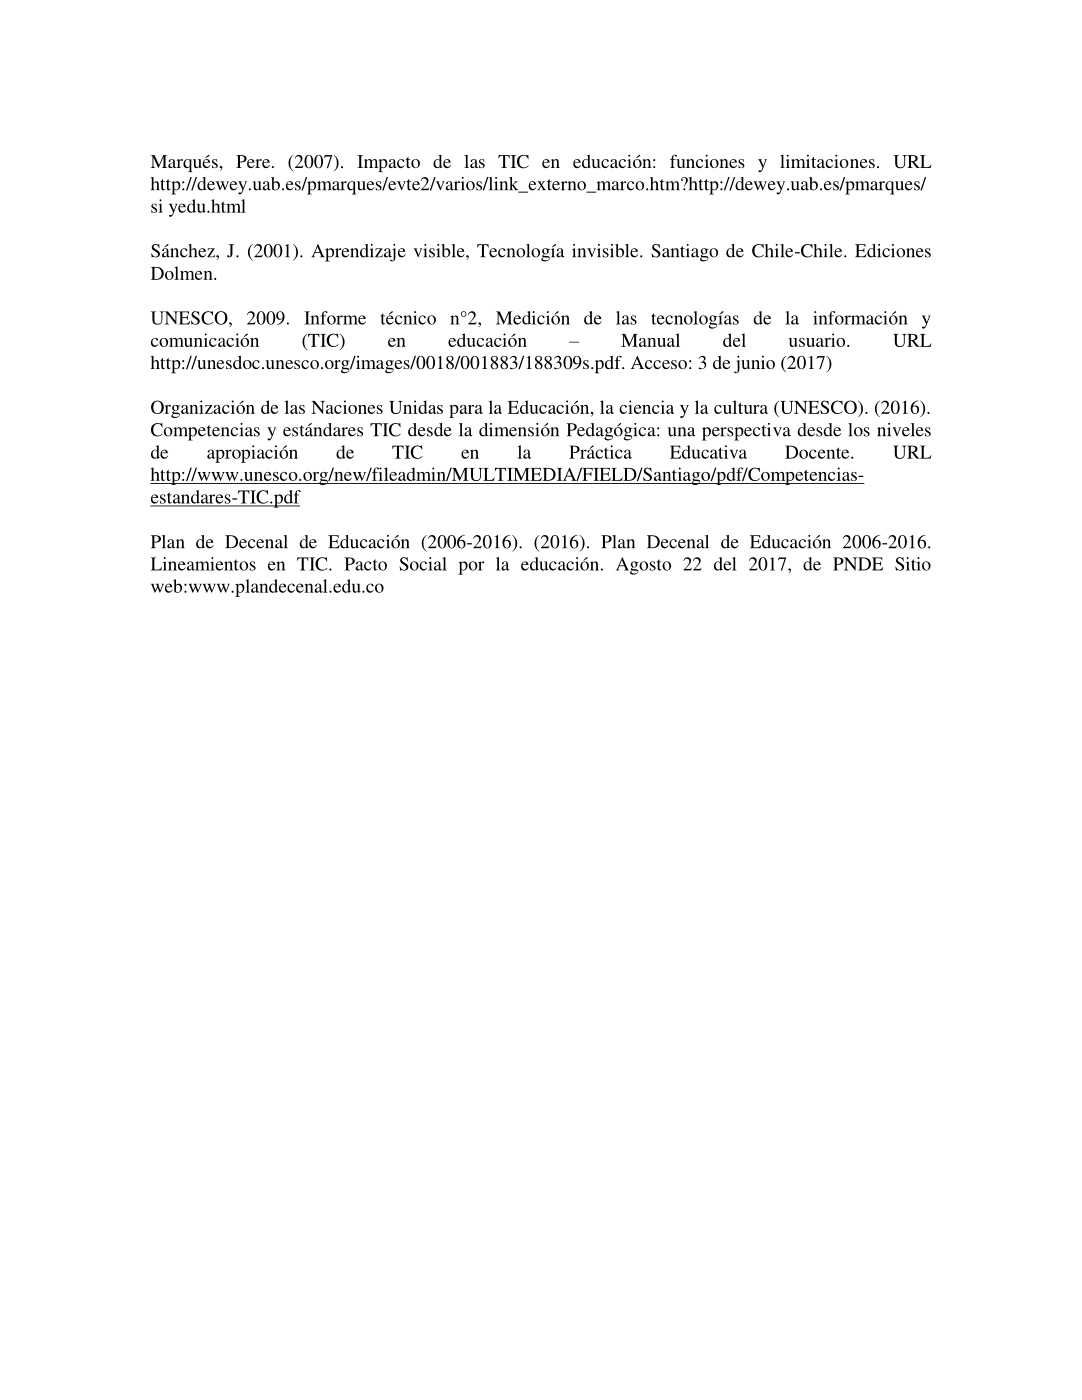 Marqués, Pere. (2007). Impacto de las TIC en educación: funciones y limitaciones. URL
http://dewey.uab.es/pmarques/evte2/varios/link_externo_marco.htm?http://dewey.uab.es/pmarques/
si yedu.html
Sánchez, J. (2001). Aprendizaje visible, Tecnología invisible. Santiago de Chile-Chile. Ediciones
Dolmen.
UNESCO, 2009. Informe técnico n°2, Medición de las tecnologías de la información y
comunicación (TIC) en educación – Manual del usuario. URL
http://unesdoc.unesco.org/images/0018/001883/188309s.pdf. Acceso: 3 de junio (2017)
Organización de las Naciones Unidas para la Educación, la ciencia y la cultura (UNESCO). (2016).
Competencias y estándares TIC desde la dimensión Pedagógica: una perspectiva desde los niveles
de apropiación de TIC en la Práctica Educativa Docente. URL
http://www.unesco.org/new/fileadmin/MULTIMEDIA/FIELD/Santiago/pdf/Competencias-
estandares-TIC.pdf
Plan de Decenal de Educación (2006-2016). (2016). Plan Decenal de Educación 2006-2016.
Lineamientos en TIC. Pacto Social por la educación. Agosto 22 del 2017, de PNDE Sitio
web:www.plandecenal.edu.co